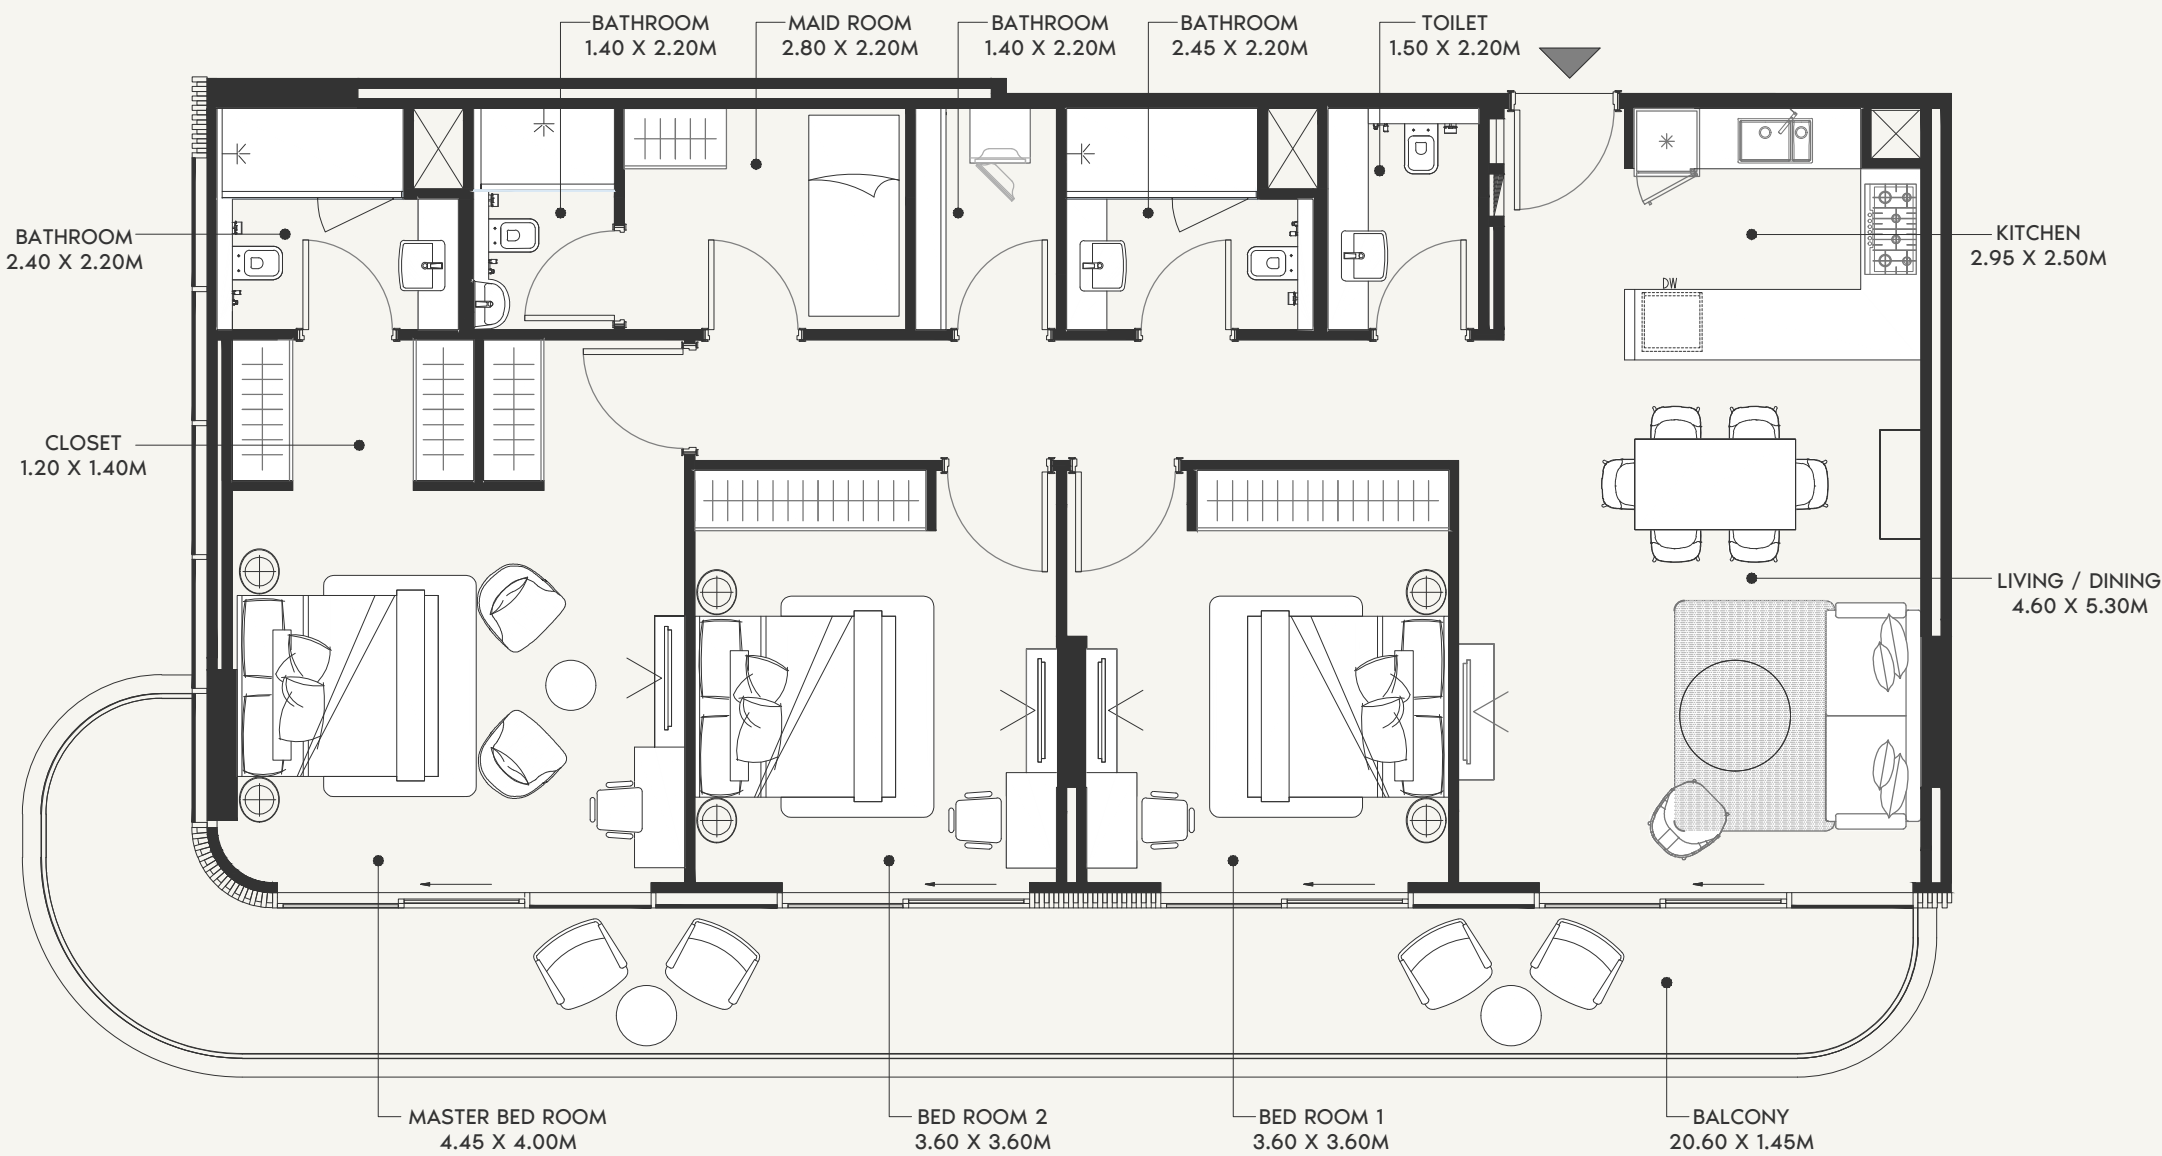 BATHROOM
1.40 X 2.20M
MAID ROOM
2.80 X 2.20M
BATHROOM
1.40 X 2.20M
BATHROOM
2.45 X 2.20M
TOILET
1.50 X 2.20M
BATHROOM
2.40 X 2.20M
KITCHEN
2.95 X 2.50M
DW
CLOSET
1.20 X 1.40M
LIVING / DINING
4.60 X 5.30M
MASTER BED ROOM
4.45 X 4.00M
BED ROOM 2
3.60 X 3.60M
BED ROOM 1
3.60 X 3.60M
BALCONY
20.60 X 1.45M